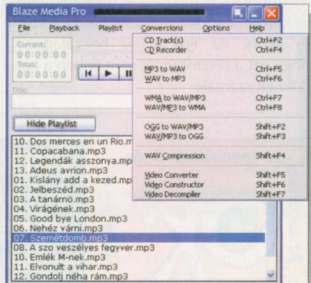 Blaze Media Pro
File Playback Playlist Conversions Options Help
Current:
00:00:00
Total:
00:00:00
Title:
CD Track(s) Ctrl+F2
CD Recorder Ctrl+F4
MP3 to WAV Ctrl+F5
WAV to MP3 Ctrl+F6
WMA to WAV/MP3 Ctrl+F7
WAV/MP3 to WMA Ctrl+F8
OGG to WAV/MP3 Shift+F2
WAV/MP3 to OGG Shift+F3
WAV Compression Shift+F4
Video Converter Shift+F5
Video Constructor Shift+F6
Video Decompiler Shift+F7
Hide Playlist
10. Dos merces en un Rio.m
11. Copacabana.mp3
12. Legendák asszonya.mp
13. Adeus avrion.mp3
01. Kislány add a kezed.mp
02. Jelbeszéd.mp3
03. A tanárnő.mp3
04. Virágének.mp3
05. Good bye London.mp3
06. Nehéz várni.mp3
07. Szemétdomb.mp3
08. A szo veszélyes fegyver.mp3
10. Emlék M-nek.mp3
11. Elvonult a vihar.mp3
12. Gondolj néha rám.mp3